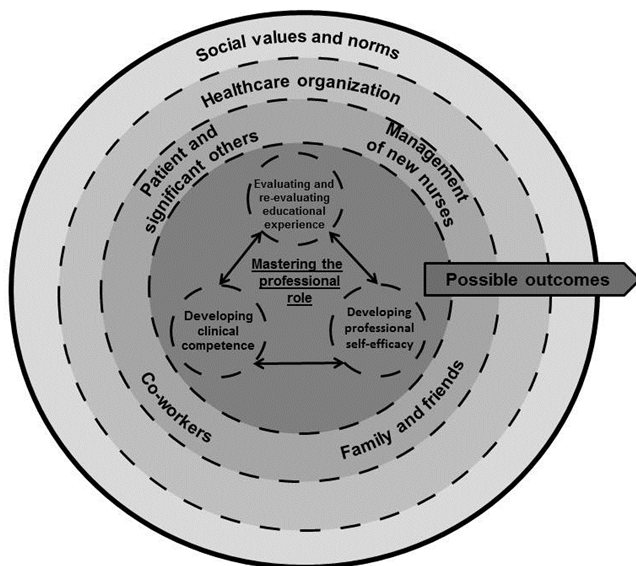 Social values and norms
Healthcare organization
Patient and
significant others
Management
of new nurses
Evaluating and
re-evaluating
educational
experience
Mastering the
professional
role
Possible outcomes
Developing
clinical
competence
Developing
professional
self-efficacy
Co-workers
Family and friends